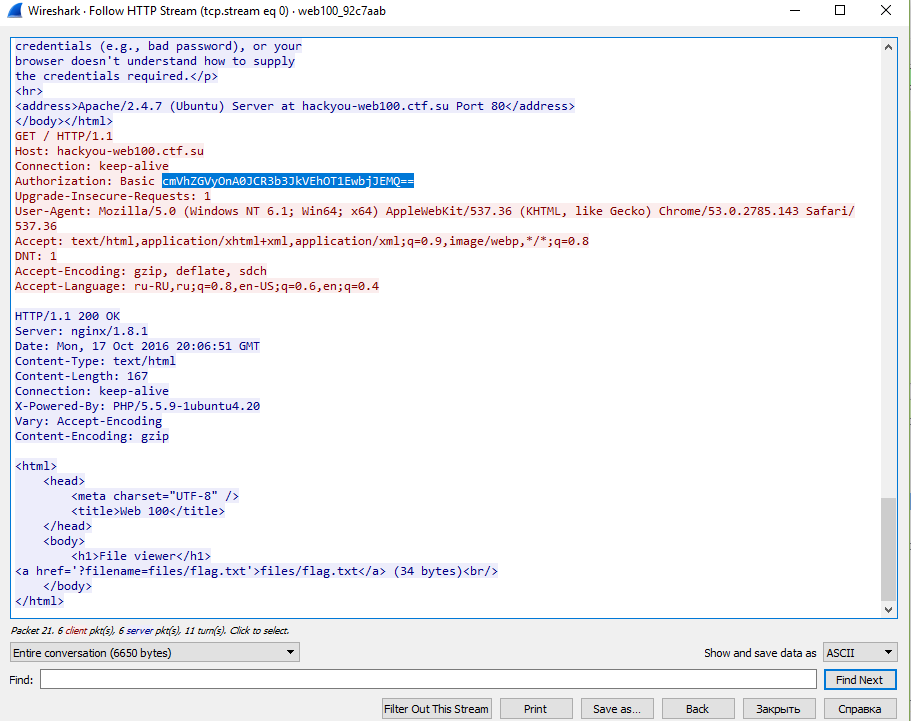 Wireshark · Follow HTTP Stream (tcp.stream eq 0) · web100_92c7aab
credentials (e.g., bad password), or your
browser doesn't understand how to supply
the credentials required.</p>
<hr>
<address>Apache/2.4.7 (Ubuntu) Server at hackyou-web100.ctf.su Port 80</address>
</body></html>
GET / HTTP/1.1
Host: hackyou-web100.ctf.su
Connection: keep-alive
Authorization: Basic cmVhZGVyOnA0JCR3b3JkVEhOT1EwbjJEMQ==
Upgrade-Insecure-Requests: 1
User-Agent: Mozilla/5.0 (Windows NT 6.1; Win64; x64) AppleWebKit/537.36 (KHTML, like Gecko) Chrome/53.0.2785.143 Safari/
537.36
Accept: text/html,application/xhtml+xml,application/xml;q=0.9,image/webp,*/*;q=0.8
DNT: 1
Accept-Encoding: gzip, deflate, sdch
Accept-Language: ru-RU,ru;q=0.8,en-US;q=0.6,en;q=0.4
HTTP/1.1 200 OK
Server: nginx/1.8.1
Date: Mon, 17 Oct 2016 20:06:51 GMT
Content-Type: text/html
Content-Length: 167
Connection: keep-alive
X-Powered-By: PHP/5.5.9-1ubuntu4.20
Vary: Accept-Encoding
Content-Encoding: gzip
<html>
<head>
<meta charset="UTF-8" />
<title>Web 100</title>
</head>
<body>
<h1>File viewer</h1>
<a href='?filename=files/flag.txt'>files/flag.txt</a> (34 bytes)<br/>
</body>
</html>
Packet 21. 6 client pkt(s), 6 server pkt(s), 11 turn(s). Click to select.
Entire conversation (6650 bytes) Show and save data as ASCII
Find: Find Next
Filter Out This Stream Print Save as... Back Закрыть Справка